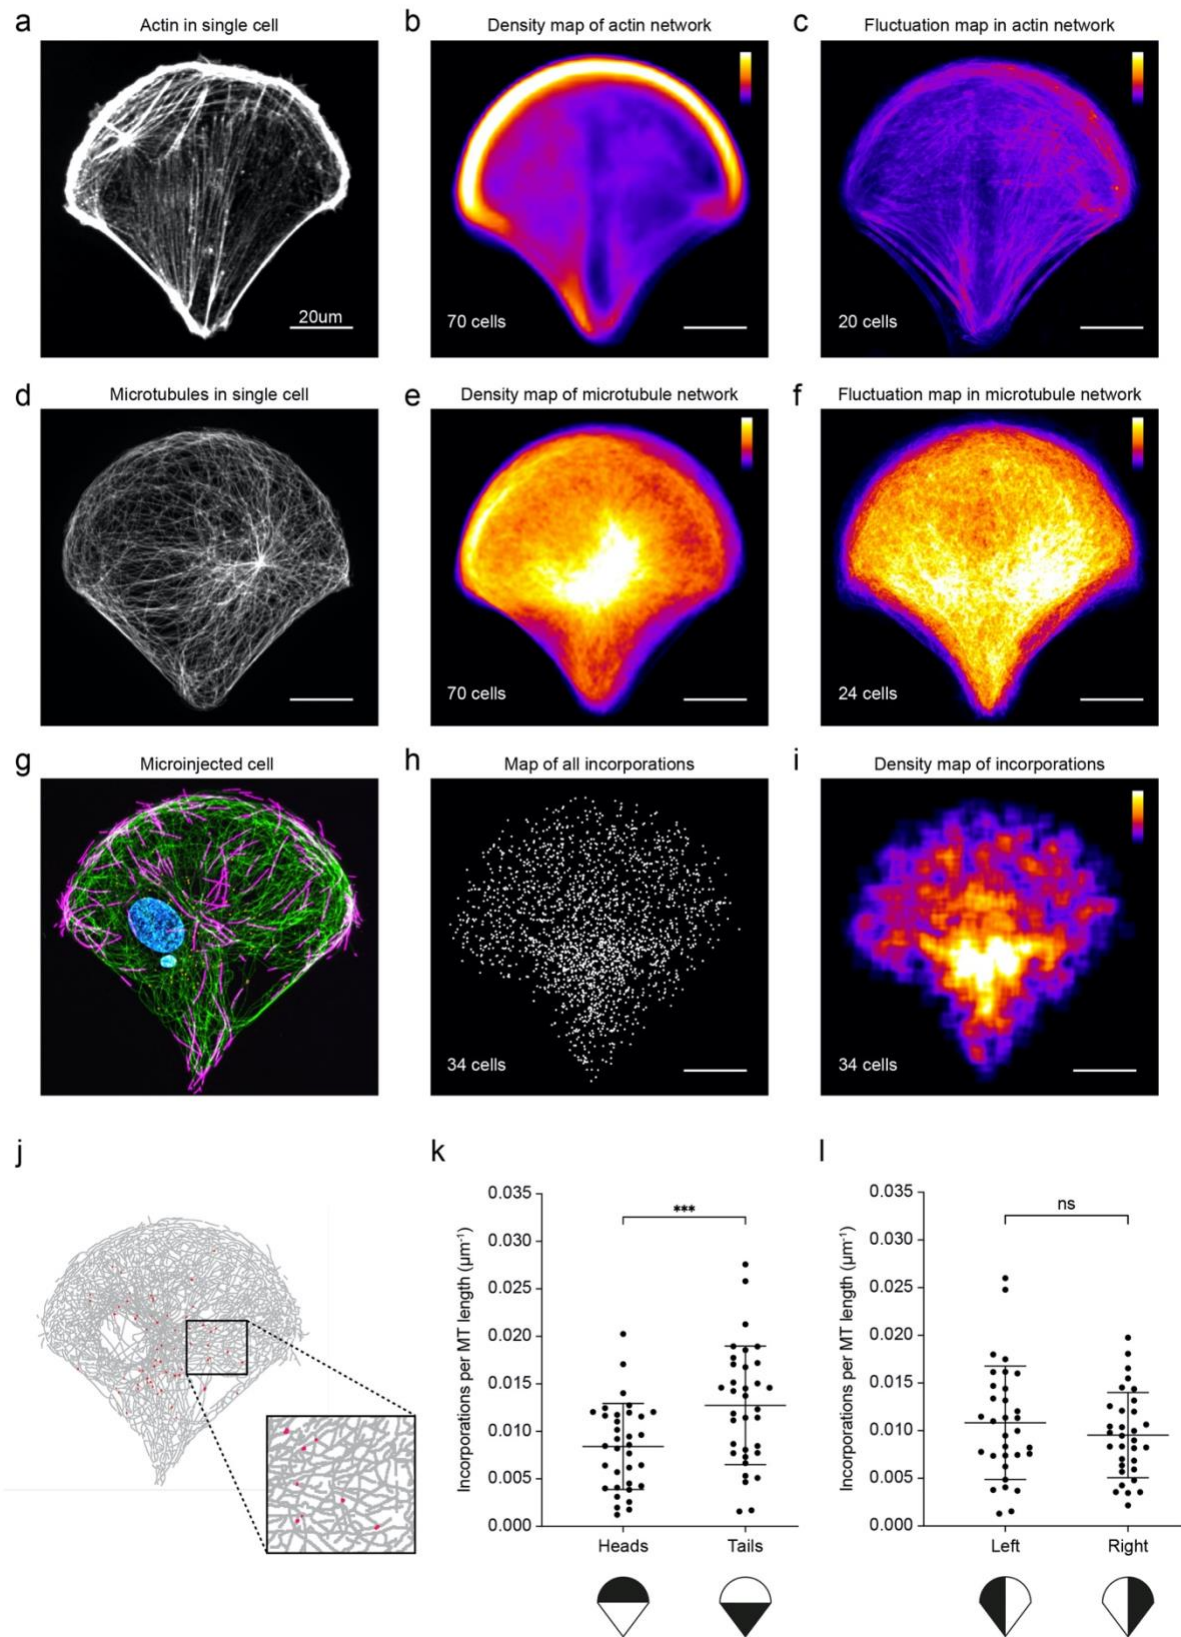 a Actin in single cell
b Density map of actin network
c Fluctuation map in actin network
20um
70 cells
20 cells
d Microtubules in single cell
e Density map of microtubule network
f Fluctuation map in microtubule network
70 cells
24 cells
g Microinjected cell
h Map of all incorporations
i Density map of incorporations
34 cells
34 cells
j
k
Incorporations per MT length (µm⁻¹)
0.035
0.030
0.025
0.020
0.015
0.010
0.005
0.000
***
Heads
Tails
l
Incorporations per MT length (µm⁻¹)
0.035
0.030
0.025
0.020
0.015
0.010
0.005
0.000
ns
Left
Right